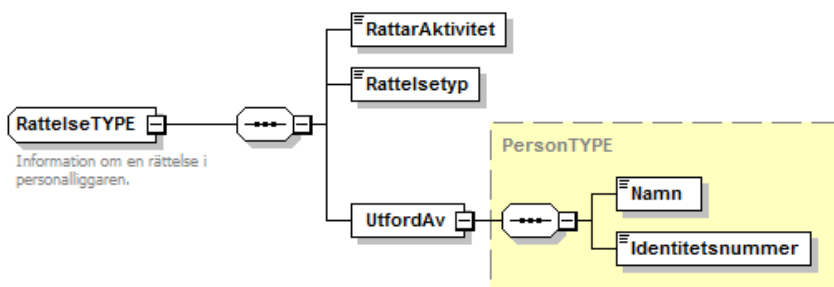 RattarAktivitet
Rattelsetyp
RattelseTYPE
Information om en rättelse i
personalliggaren.
PersonTYPE
UtfordAv
Namn
Identitetsnummer